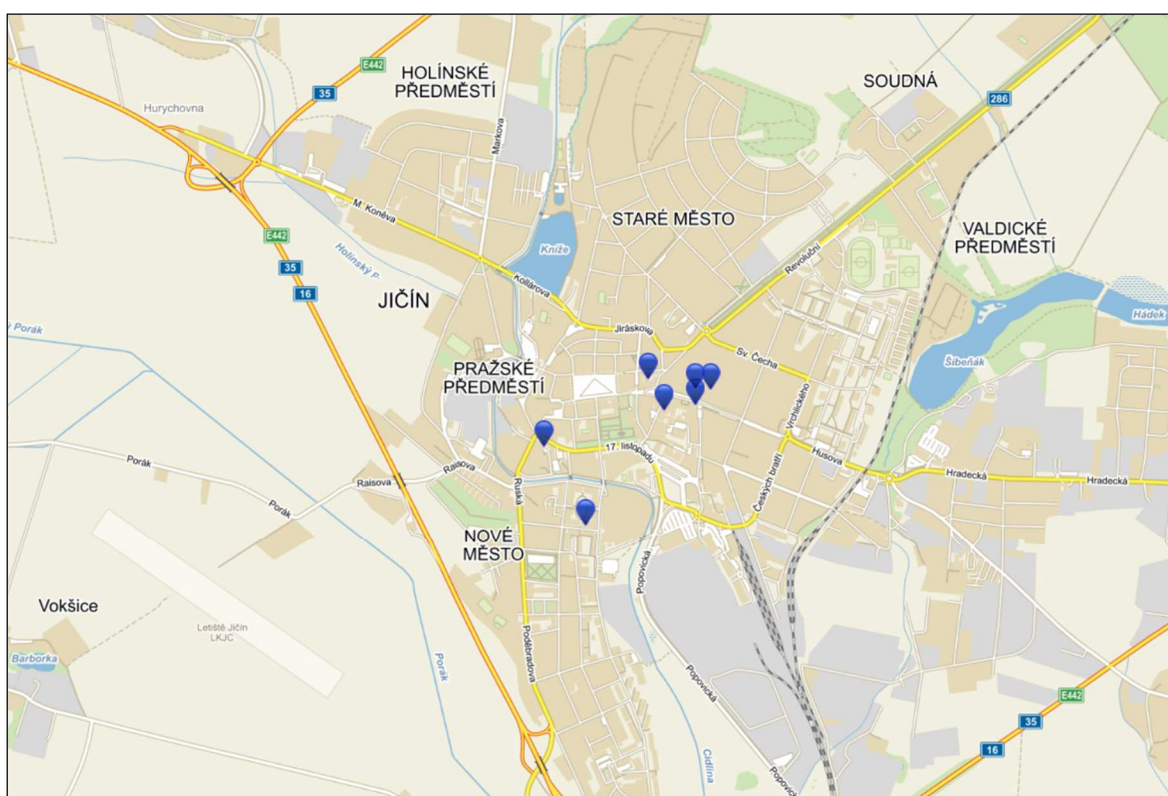 HOLÍNSKÉ
PŘEDMĚSTÍ
SOUDNÁ
E442
35
286
Hurychovna
Markova
M. Koněva
STARÉ MĚSTO
VALDICKÉ
PŘEDMĚSTÍ
Revoluční
E442
Kníže
35
Holínský p.
16
Kollárova
JIČÍN
Hádek
Porák
Jiráskova
Šibeňák
Sv. Čecha
PRAŽSKÉ
PŘEDMĚSTÍ
Vrchlického
17. listopadu
Husova
Porák
Raisova
Raisova
Hradecká
Hradecká
Ruská
Českých bratří
Porák
NOVÉ
MĚSTO
Popovická
Vokšice
Letiště Jičín
LKJC
Poděbradova
Barborka
Porák
Popovická
E442
35
16
Cidlina
Popovická